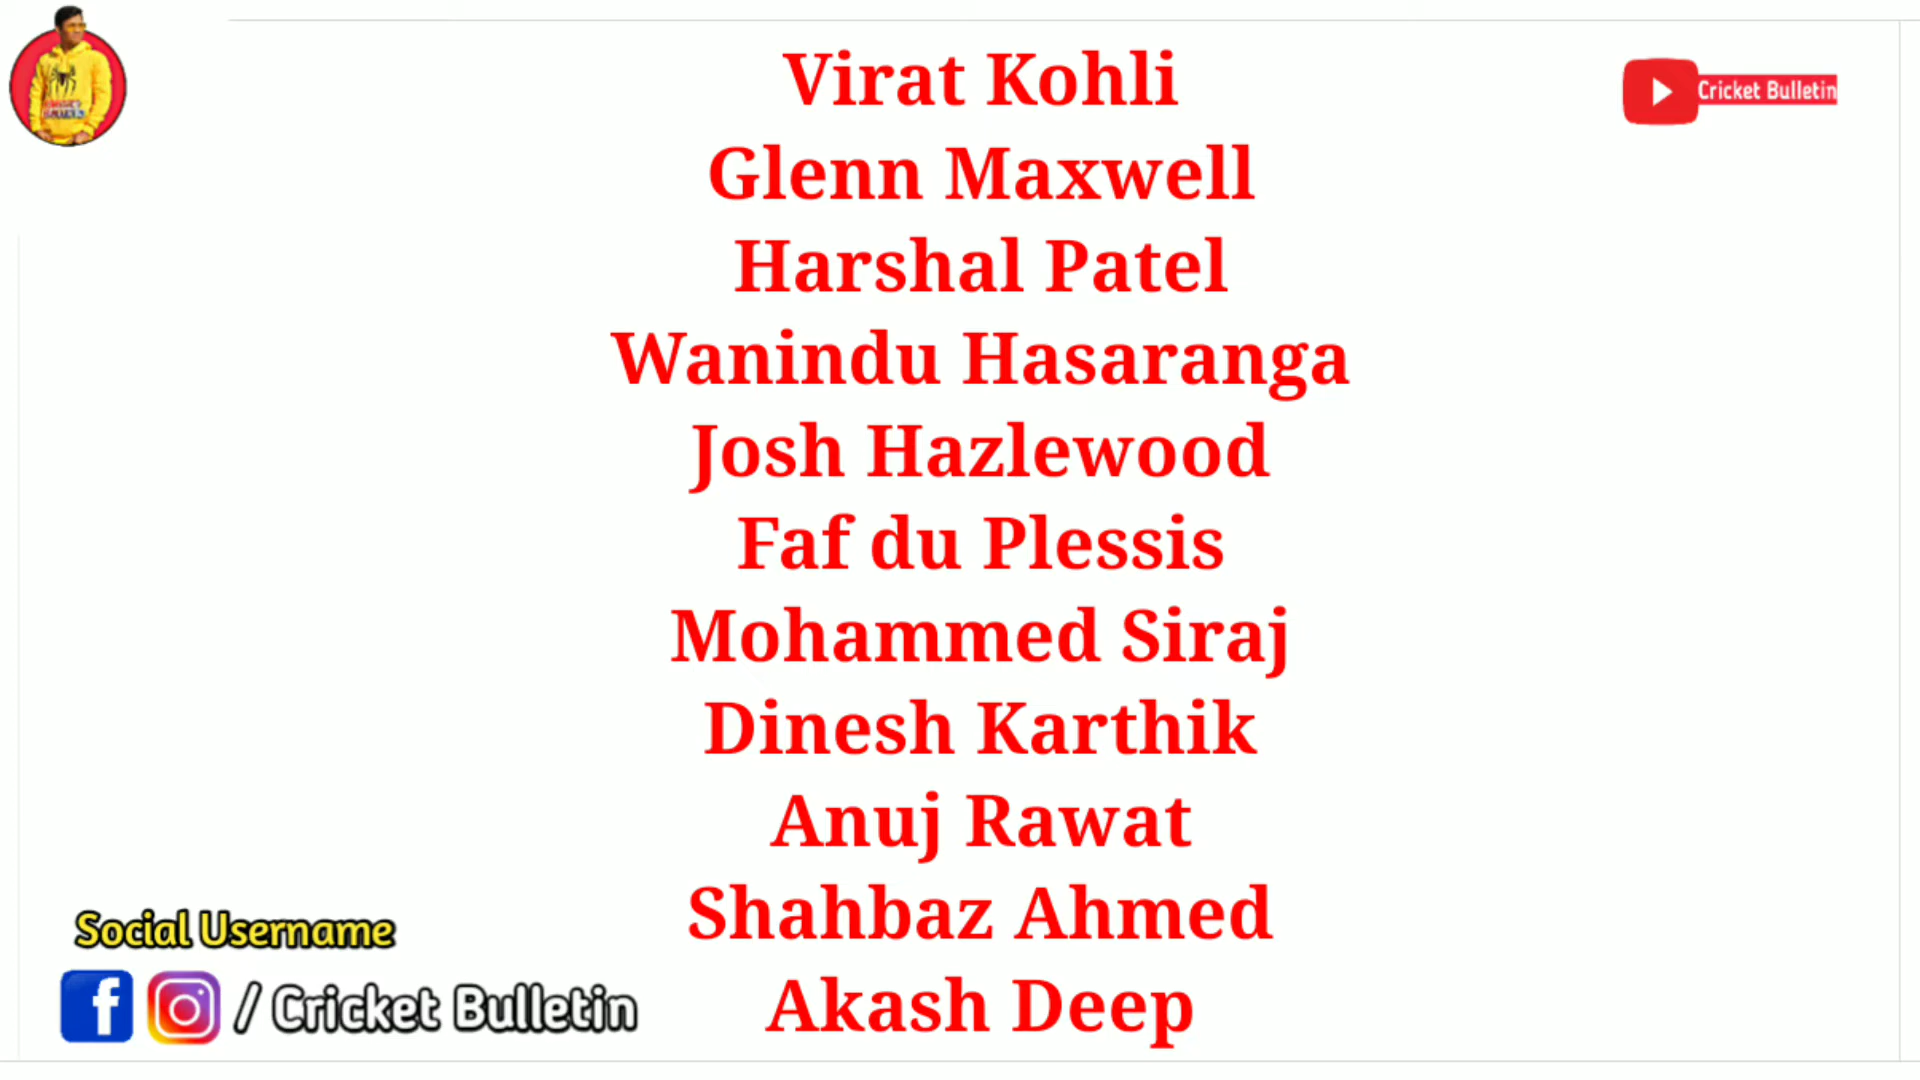 Virat Kohli
Cricket Bulletin
Glenn Maxwell
Harshal Patel
Wanindu Hasaranga
Josh Hazlewood
Faf du Plessis
Mohammed Siraj
Dinesh Karthik
Anuj Rawat
Shahbaz Ahmed
Akash Deep
Social Username
/ Cricket Bulletin